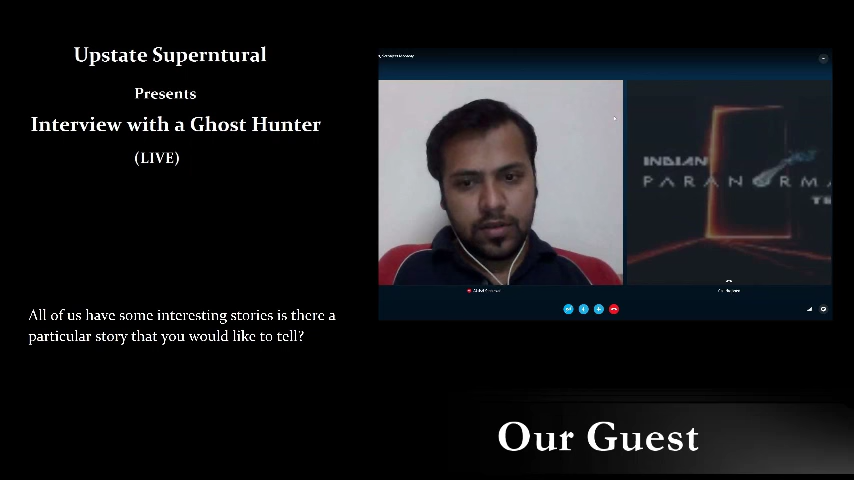 Upstate Superntural
Presents
Interview with a Ghost Hunter
(LIVE)
INDIAN
PARANORMA
All of us have some interesting stories is there a
particular story that you would like to tell?
Our Guest